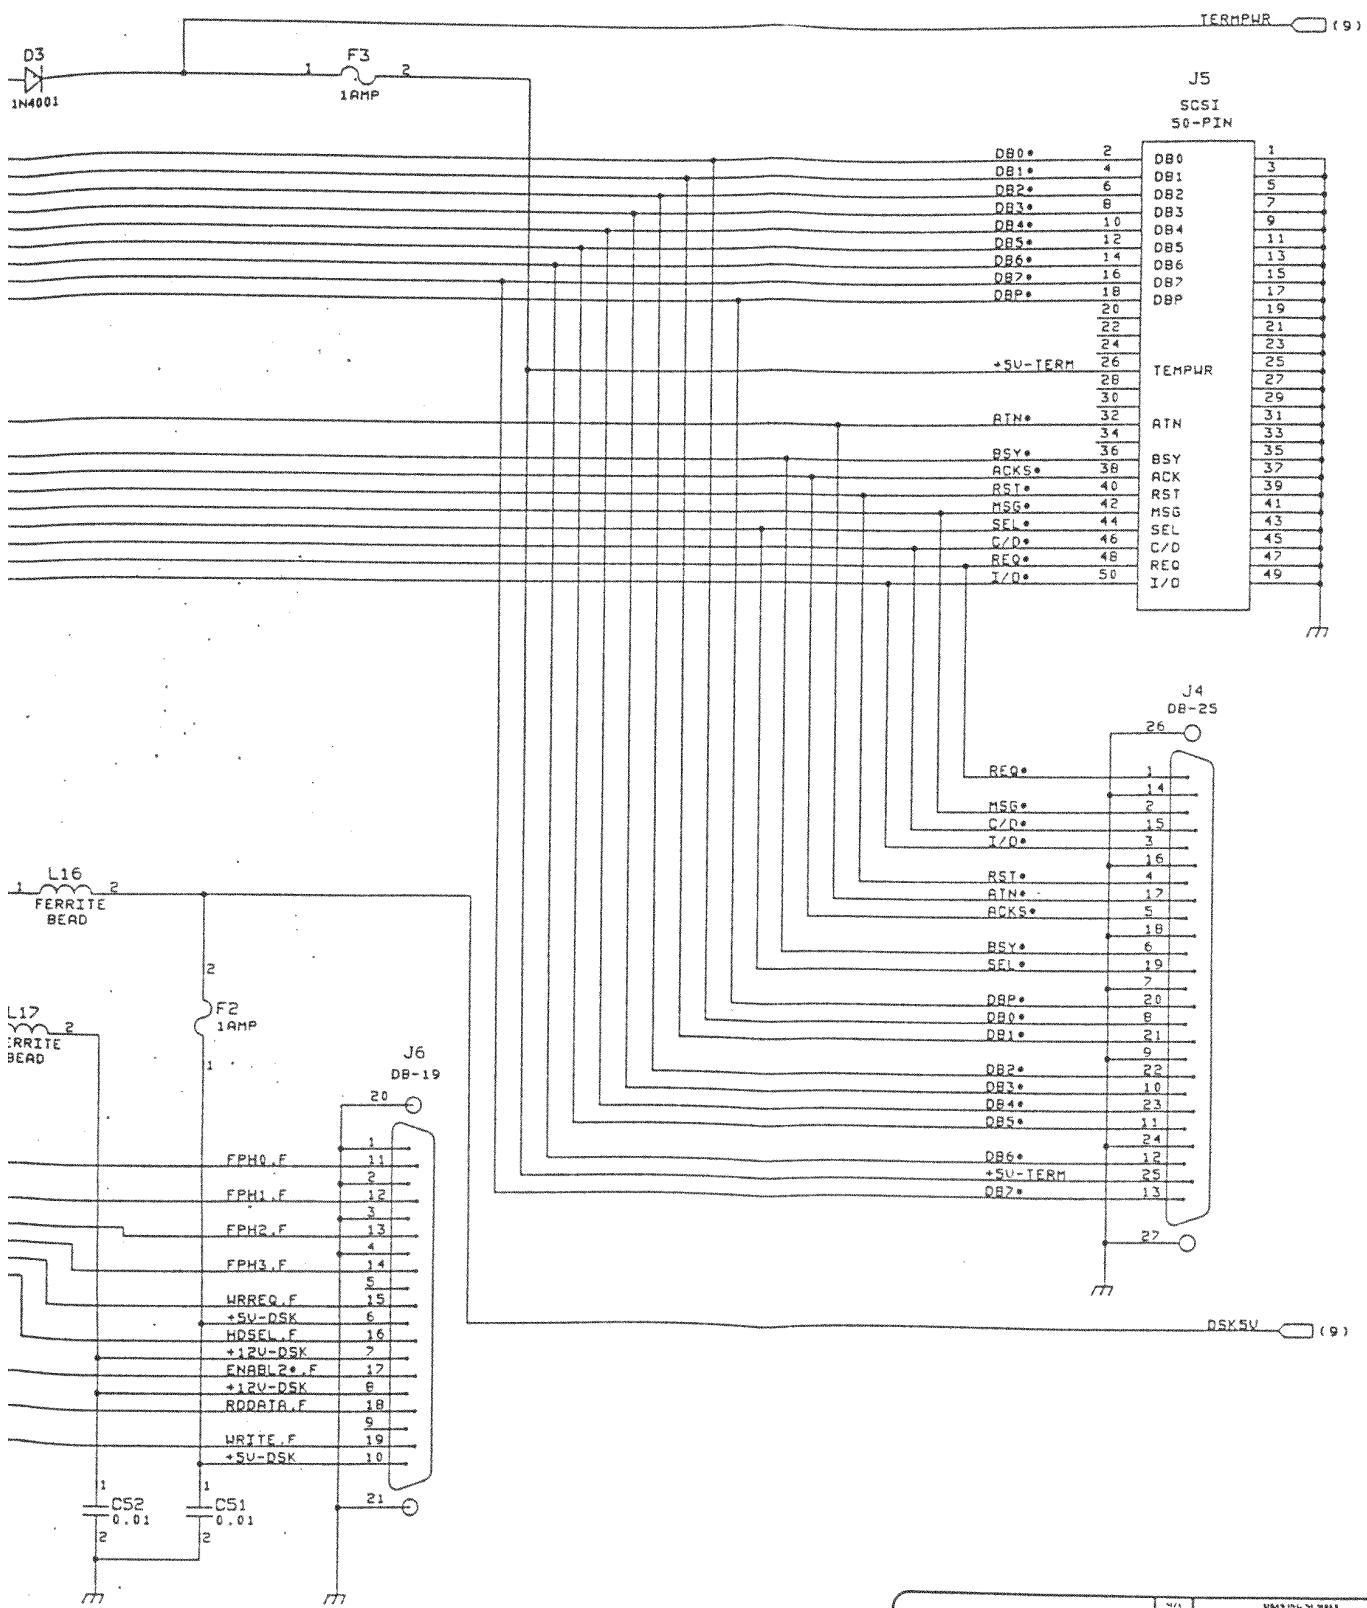 TERMPWR (9)
D3
1N4001
1 F3 2
1AMP
J5
SCSI
50-PIN
DB0* 2 DB0 1
DB1* 4 DB1 3
DB2* 6 DB2 5
DB3* 8 DB3 7
DB4* 10 DB4 9
DB5* 12 DB5 11
DB6* 14 DB6 13
DB7* 16 DB7 15
DBP* 18 DBP 17
20 19
22 21
24 23
+5V-TERM 26 TEMPWR 25
28 27
30 29
ATN* 32 ATN 31
34 33
BSY* 36 BSY 35
ACKS* 38 ACK 37
RST* 40 RST 39
MSG* 42 MSG 41
SEL* 44 SEL 43
C/D* 46 C/D 45
REQ* 48 REQ 47
I/O* 50 I/O 49
J4
DB-25
26
REQ* 1
14
MSG* 2
C/D* 15
I/O* 3
16
RST* 4
ATN* 17
ACKS* 5
18
BSY* 6
SEL* 19
7
DBP* 20
DB0* 8
DB1* 21
9
DB2* 22
DB3* 10
DB4* 23
DB5* 11
24
DB6* 12
+5V-TERM 25
DB7* 13
27
1 L16 2
FERRITE
BEAD
2
F2
1AMP
1
L17 2
ERRITE
BEAD
J6
DB-19
20
1
FPH0.F 11
2
FPH1.F 12
3
FPH2.F 13
4
FPH3.F 14
5
WRREQ.F 15
+5V-DSK 6
HDSEL.F 16
+12V-DSK 7
ENABL2*.F 17
+12V-DSK 8
RDDATA.F 18
9
WRITE.F 19
+5V-DSK 10
21
DSK5V (9)
1 C52
0.01
2
1 C51
0.01
2